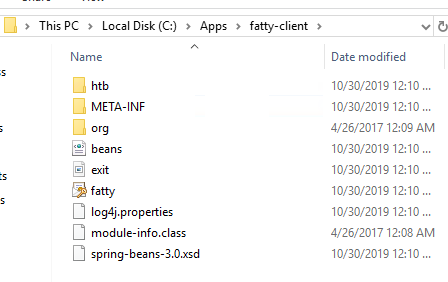 This PC > Local Disk (C:) > Apps > fatty-client
Name Date modified
htb 10/30/2019 12:10 ...
META-INF 10/30/2019 12:10 ...
org 4/26/2017 12:09 AM
beans 10/30/2019 12:10 ...
exit 10/30/2019 12:10 ...
fatty 10/30/2019 12:10 ...
log4j.properties 10/30/2019 12:10 ...
module-info.class 4/26/2017 12:08 AM
spring-beans-3.0.xsd 10/30/2019 12:10 ...